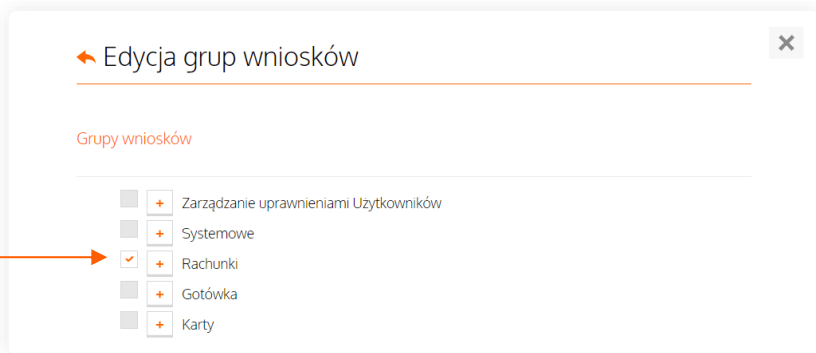 Edycja grup wniosków
Grupy wniosków
Zarządzanie uprawnieniami Użytkowników
Systemowe
Rachunki
Gotówka
Karty